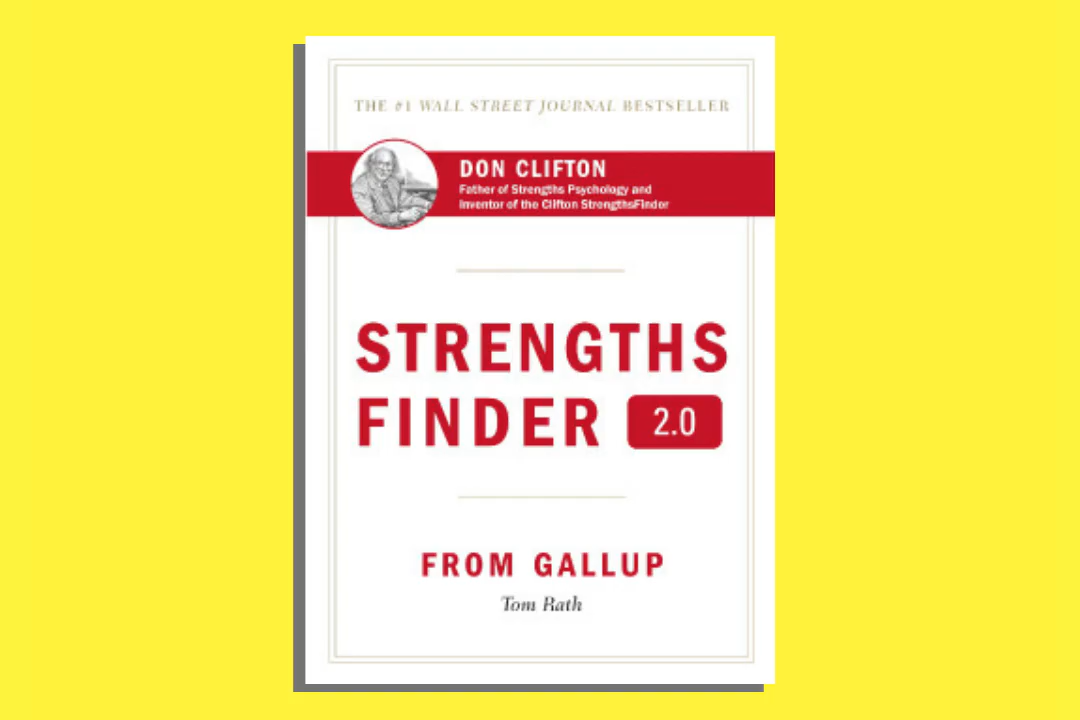 THE #1 WALL STREET JOURNAL BESTSELLER
DON CLIFTON
Father of Strengths Psychology and
Inventor of the Clifton StrengthsFinder
STRENGTHS
FINDER 2.0
FROM GALLUP
Tom Rath